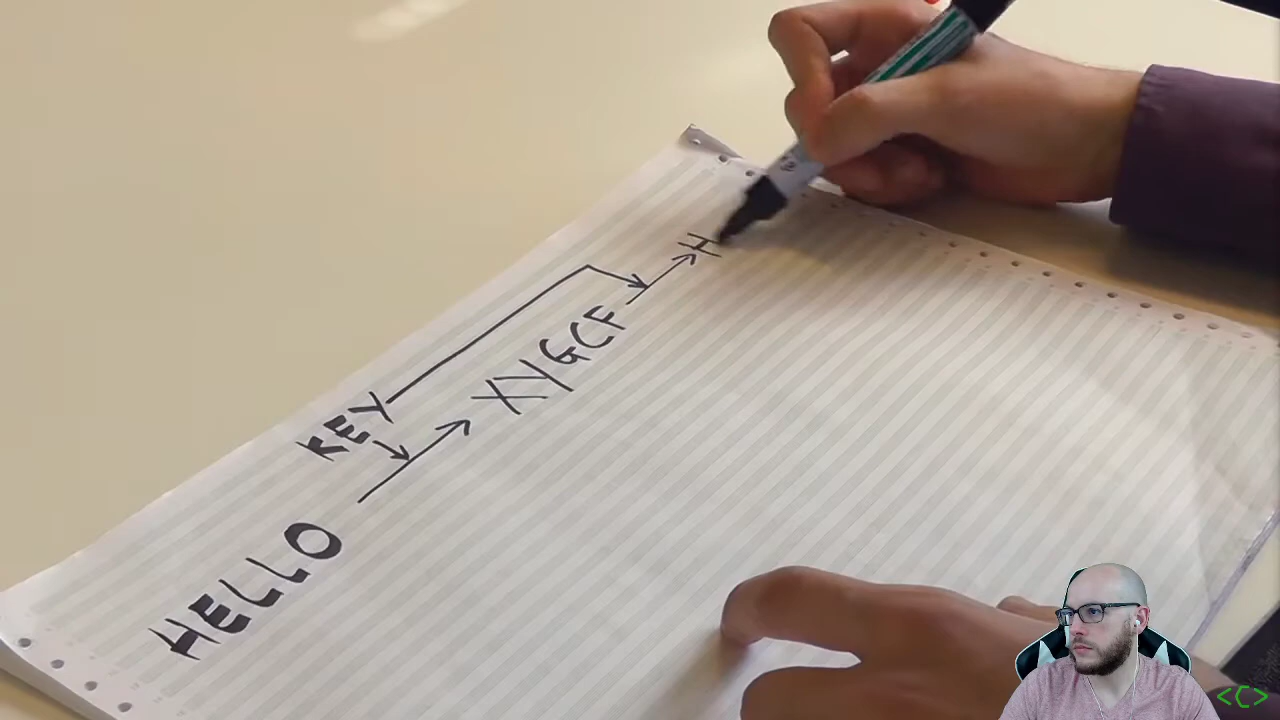 KEY
HELLO → XYGCF → H
<C>